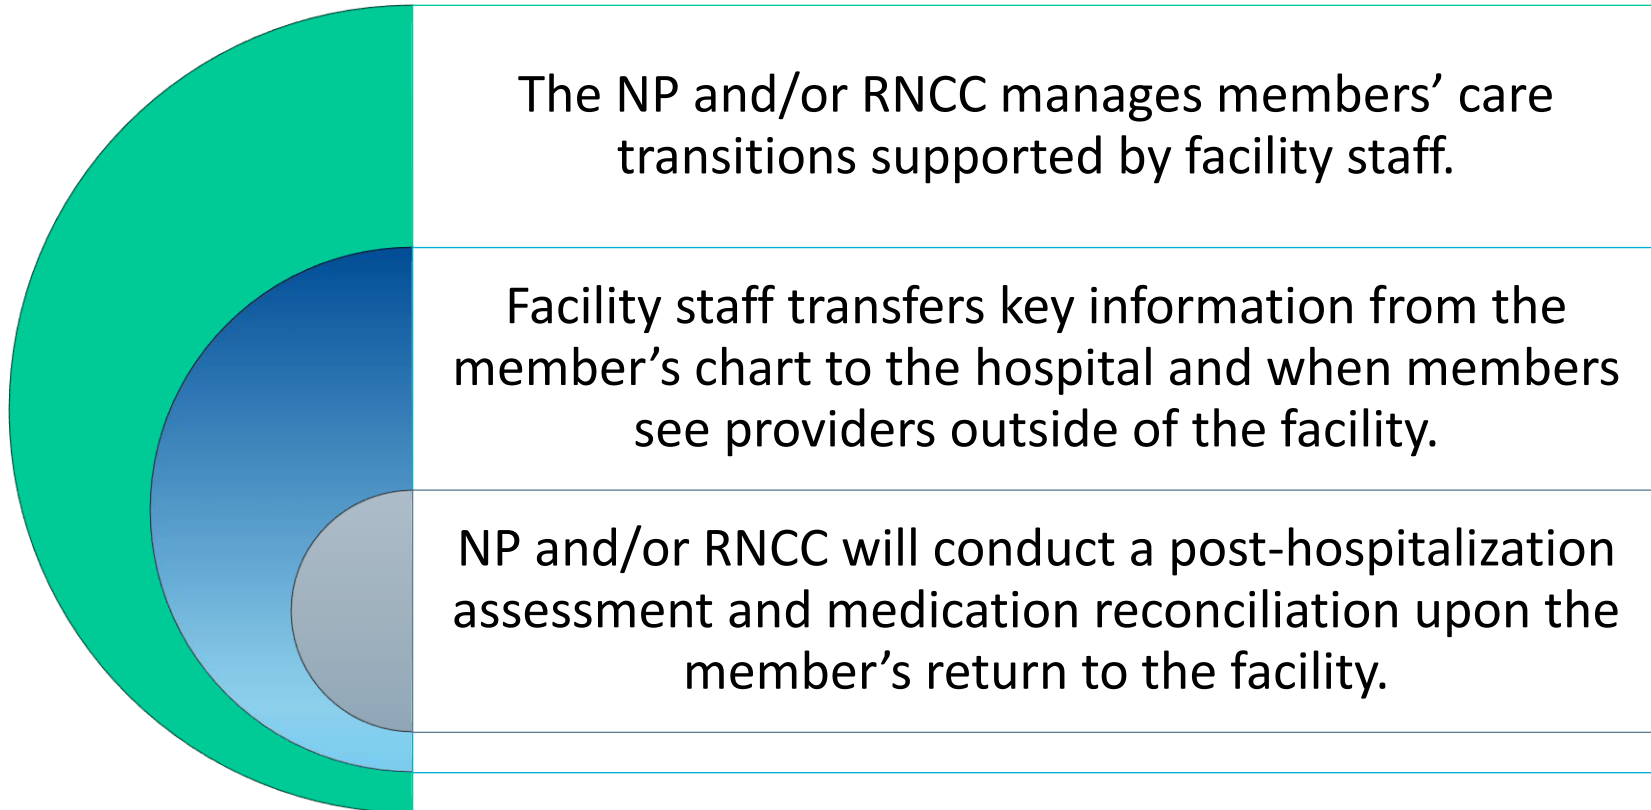 The NP and/or RNCC manages members’ care
transitions supported by facility staff.
Facility staff transfers key information from the
member’s chart to the hospital and when members
see providers outside of the facility.
NP and/or RNCC will conduct a post-hospitalization
assessment and medication reconciliation upon the
member’s return to the facility.